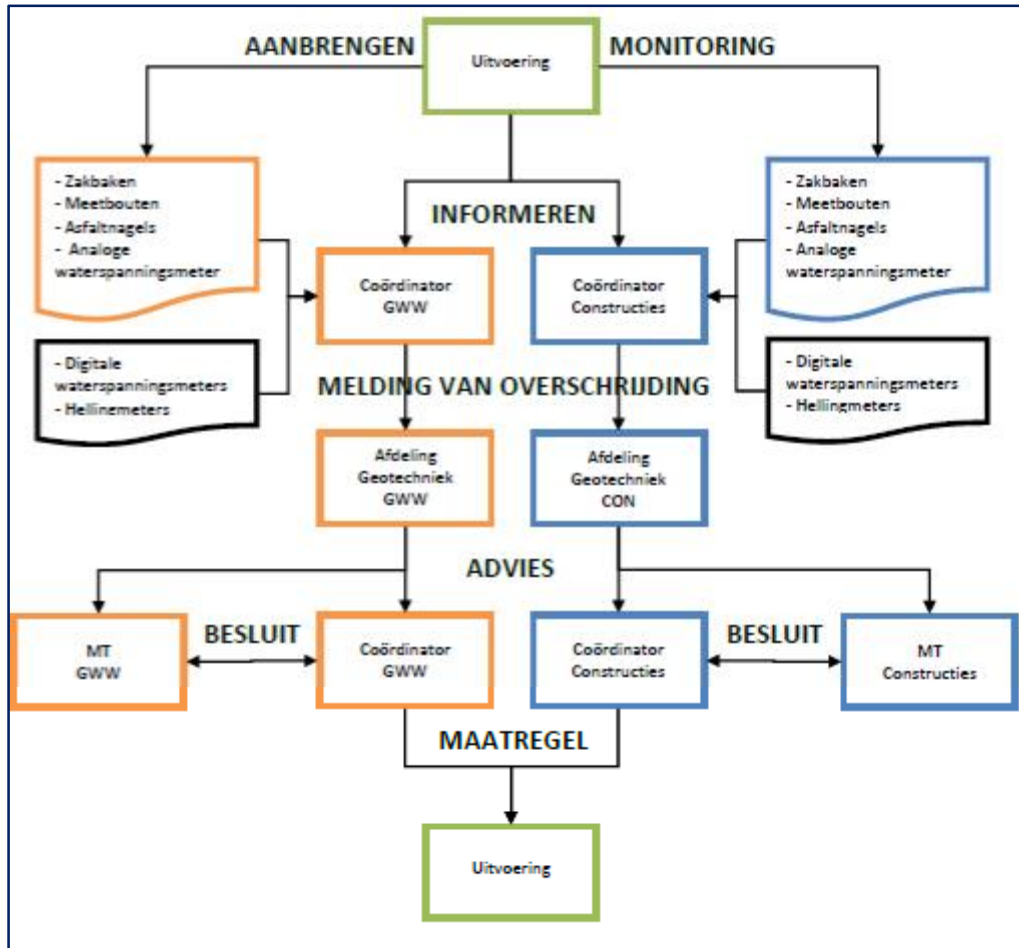 AANBRENGEN
Uitvoering
MONITORING
- Zakbaken
- Meetbouten
- Asfaltnagels
- Analoge
waterspanningsmeter
- Zakbaken
- Meetbouten
- Asfaltnagels
- Analoge
waterspanningsmeter
INFORMEREN
Coördinator
GWW
Coördinator
Constructies
- Digitale
waterspanningsmeters
- Hellinemeters
- Digitale
waterspanningsmeters
- Hellingmeters
MELDING VAN OVERSCHRIJDING
Afdeling
Geotechniek
GWW
Afdeling
Geotechniek
CON
ADVIES
MT
GWW
BESLUIT
Coördinator
GWW
Coördinator
Constructies
BESLUIT
MT
Constructies
MAATREGEL
Uitvoering